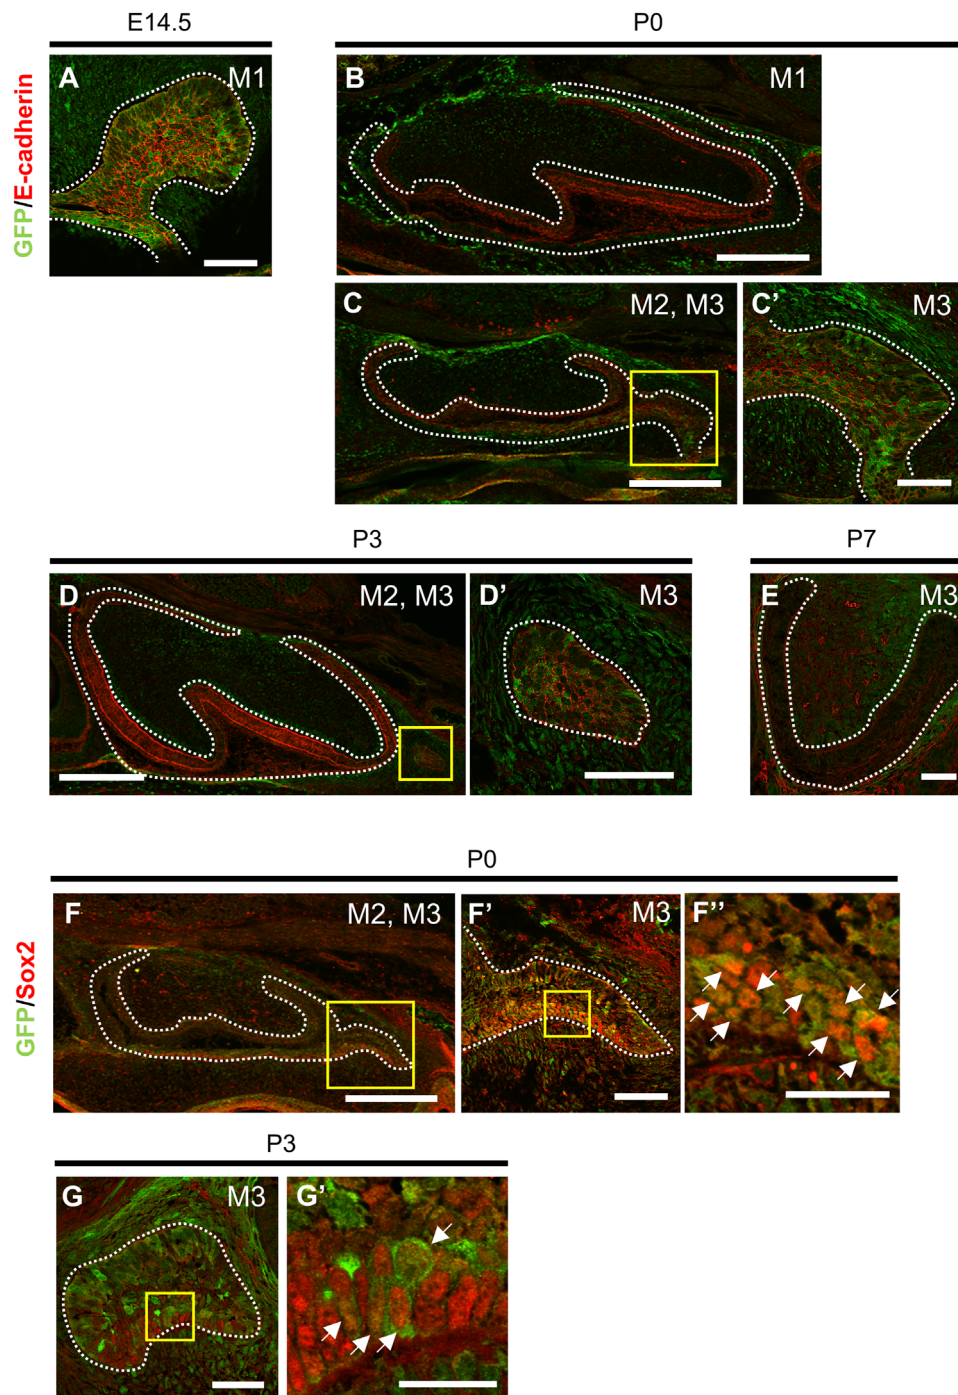 E14.5
P0
GFP/E-cadherin
A
M1
B
M1
C
M2, M3
C'
M3
P3
P7
D
M2, M3
D'
M3
E
M3
P0
GFP/Sox2
F
M2, M3
F'
M3
F''
P3
G
M3
G'